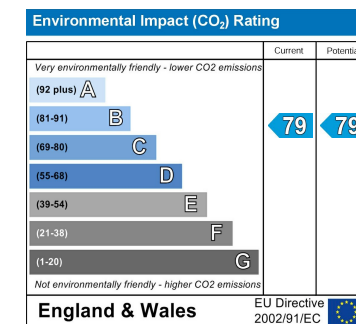 Environmental Impact (CO₂) Rating
Current Potentia
Very environmentally friendly - lower CO2 emissions
(92 plus) A
(81-91) B
79 79
(69-80) C
(55-68) D
(39-54) E
(21-38) F
(1-20) G
Not environmentally friendly - higher CO2 emissions
England & Wales
EU Directive
2002/91/EC